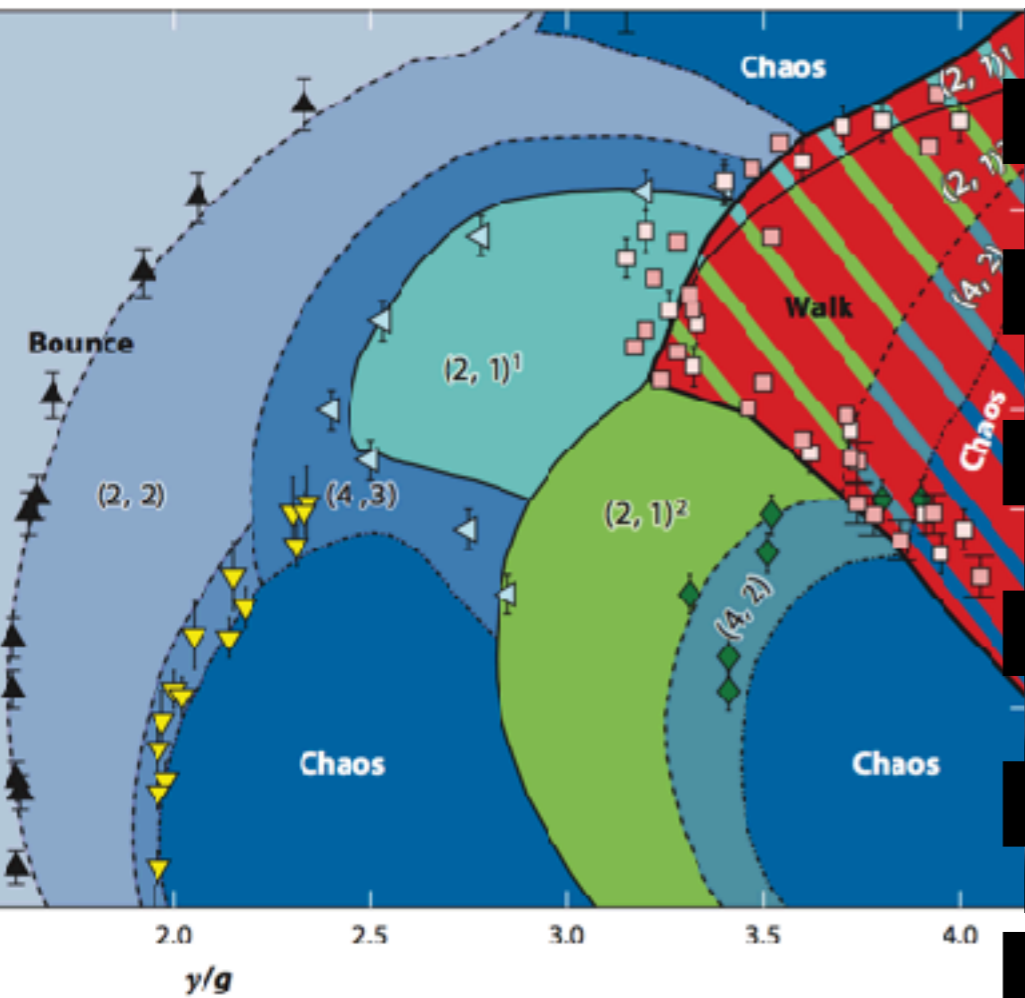 Chaos
(2, 1)¹
(2, 1)
(4, 2)
Walk
Bounce
(2, 1)¹
Chaos
(2, 2)
(4 ,3)
(2, 1)²
(4, 2)
Chaos
Chaos
2.0
2.5
3.0
3.5
4.0
γ/g